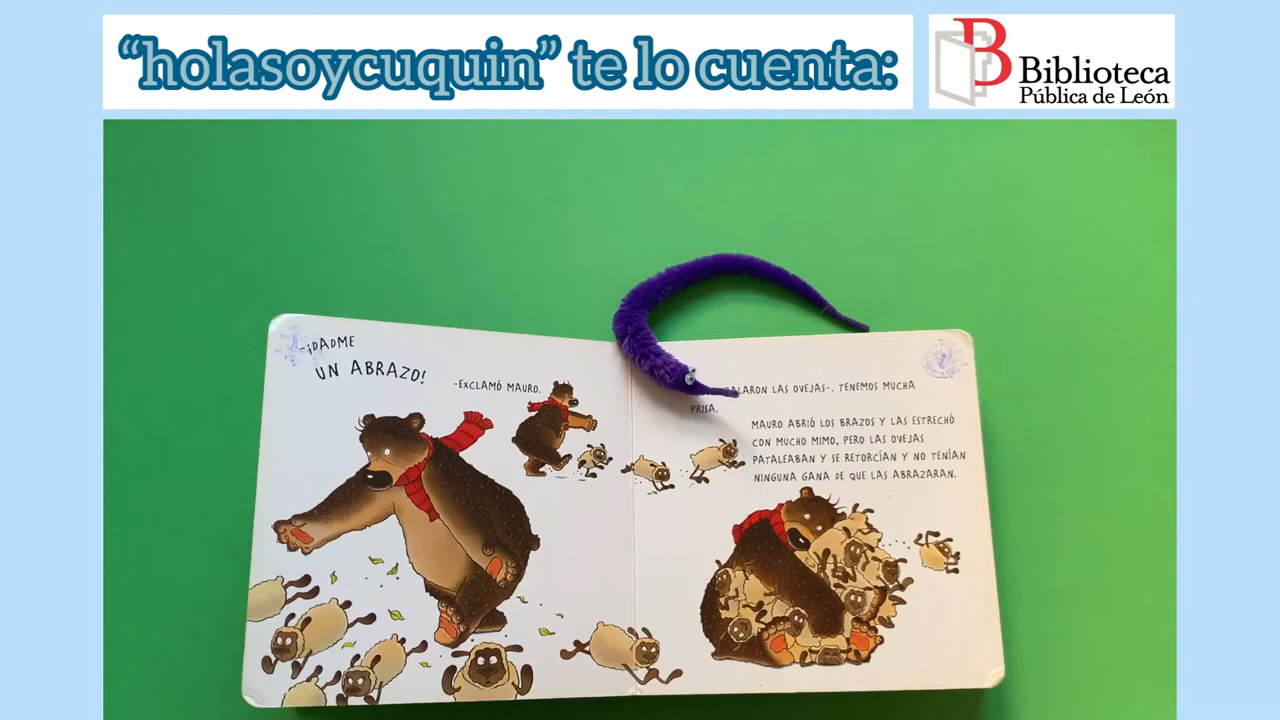 “holasoycuquin” te lo cuenta:
B
Biblioteca
Pública de León
-¡DADME
UN ABRAZO!
-EXCLAMÓ MAURO.
LAS OVEJAS-. TENEMOS MUCHA
PRISA.
MAURO ABRIÓ LOS BRAZOS Y LAS ESTRECHÓ
CON MUCHO MIMO, PERO LAS OVEJAS
PATALEABAN Y SE RETORCÍAN Y NO TENÍAN
NINGUNA GANA DE QUE LAS ABRAZARAN.